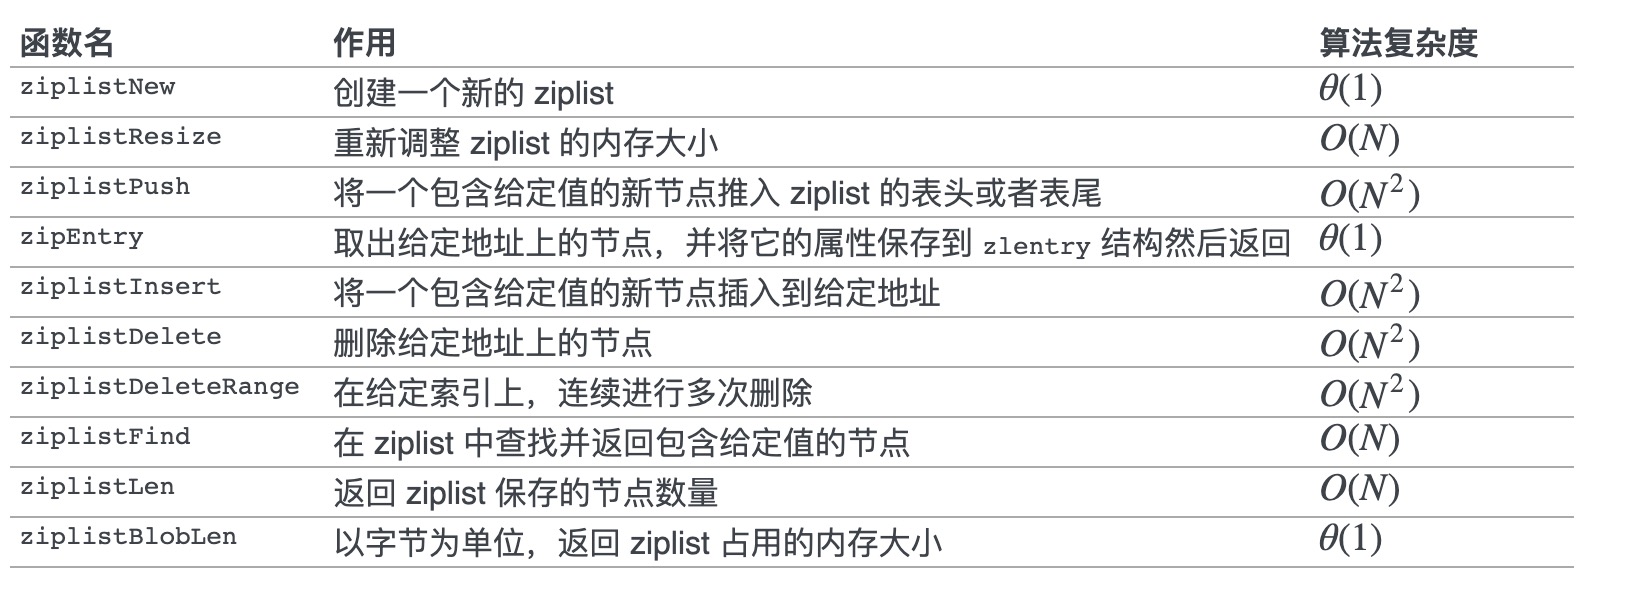 函数名 作用 算法复杂度
ziplistNew 创建一个新的 ziplist θ(1)
ziplistResize 重新调整 ziplist 的内存大小 O(N)
ziplistPush 将一个包含给定值的新节点推入 ziplist 的表头或者表尾 O(N²)
zipEntry 取出给定地址上的节点，并将它的属性保存到 zlentry 结构然后返回 θ(1)
ziplistInsert 将一个包含给定值的新节点插入到给定地址 O(N²)
ziplistDelete 删除给定地址上的节点 O(N²)
ziplistDeleteRange 在给定索引上，连续进行多次删除 O(N²)
ziplistFind 在 ziplist 中查找并返回包含给定值的节点 O(N)
ziplistLen 返回 ziplist 保存的节点数量 O(N)
ziplistBlobLen 以字节为单位，返回 ziplist 占用的内存大小 θ(1)